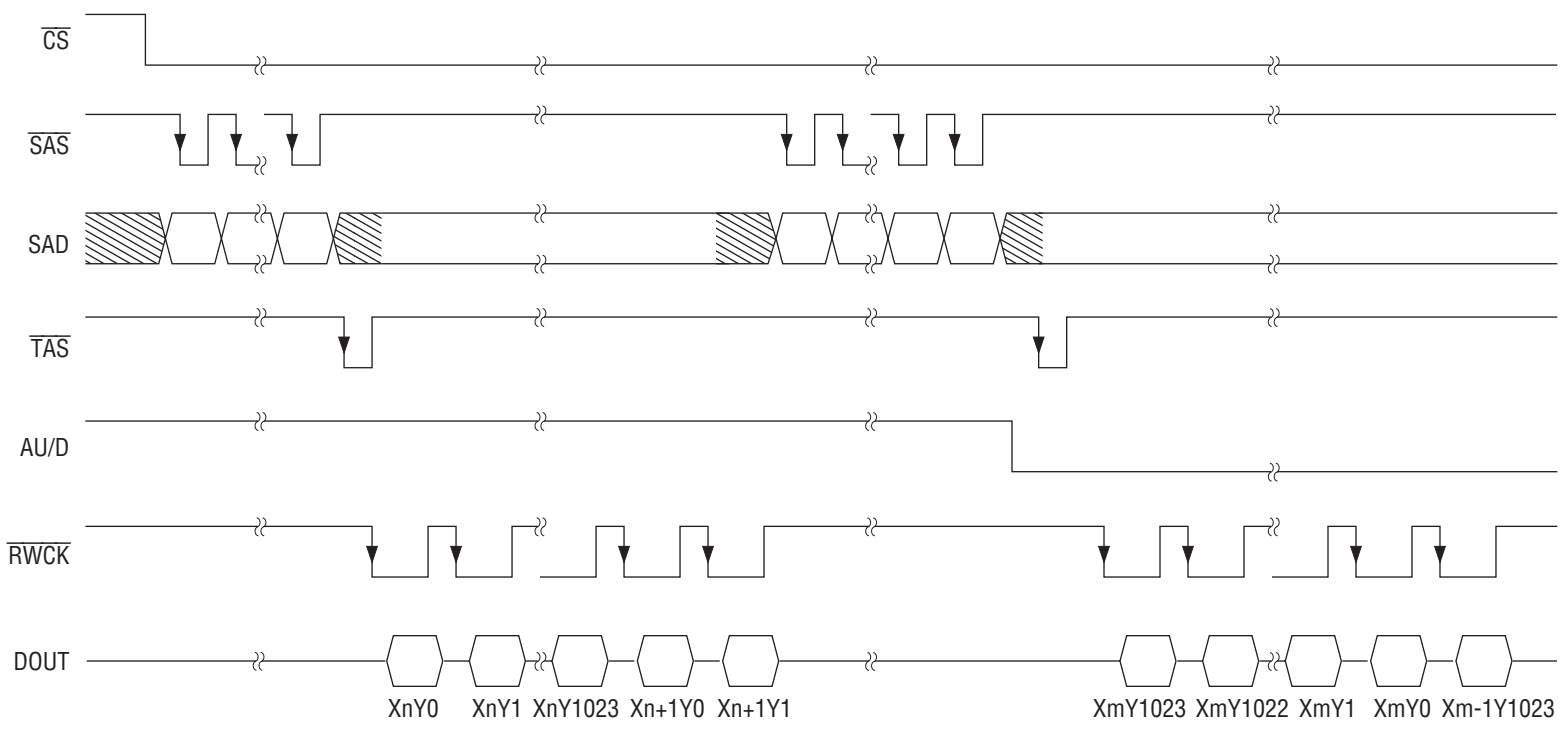 CS
SAS
SAD
TAS
AU/D
RWCK
DOUT
XnY0 XnY1 XnY1023 Xn+1Y0 Xn+1Y1 XmY1023 XmY1022 XmY1 XmY0 Xm-1Y1023